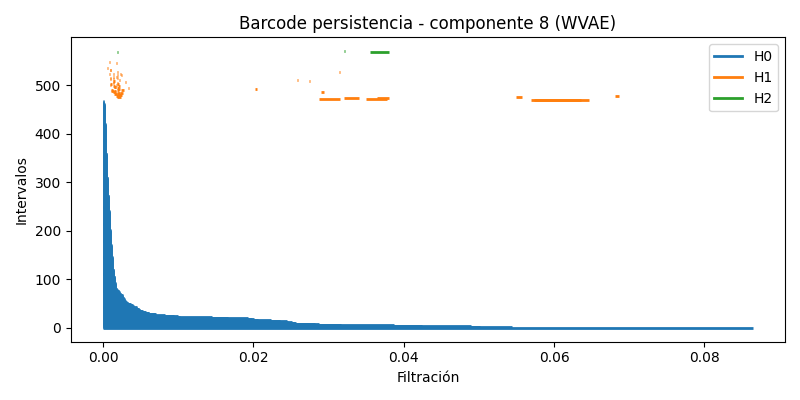 Barcode persistencia - componente 8 (WVAE)
H0
H1
H2
Intervalos
500
400
300
200
100
0
0.00 0.02 0.04 0.06 0.08
Filtración